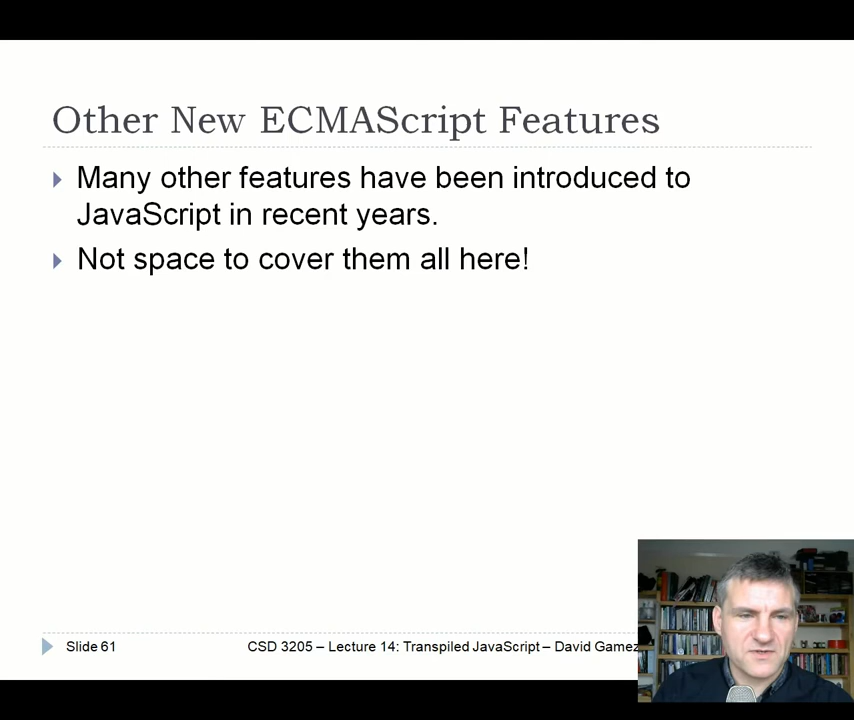 Other New ECMAScript Features
Many other features have been introduced to
JavaScript in recent years.
Not space to cover them all here!
Slide 61
CSD 3205 – Lecture 14: Transpiled JavaScript – David Gamez